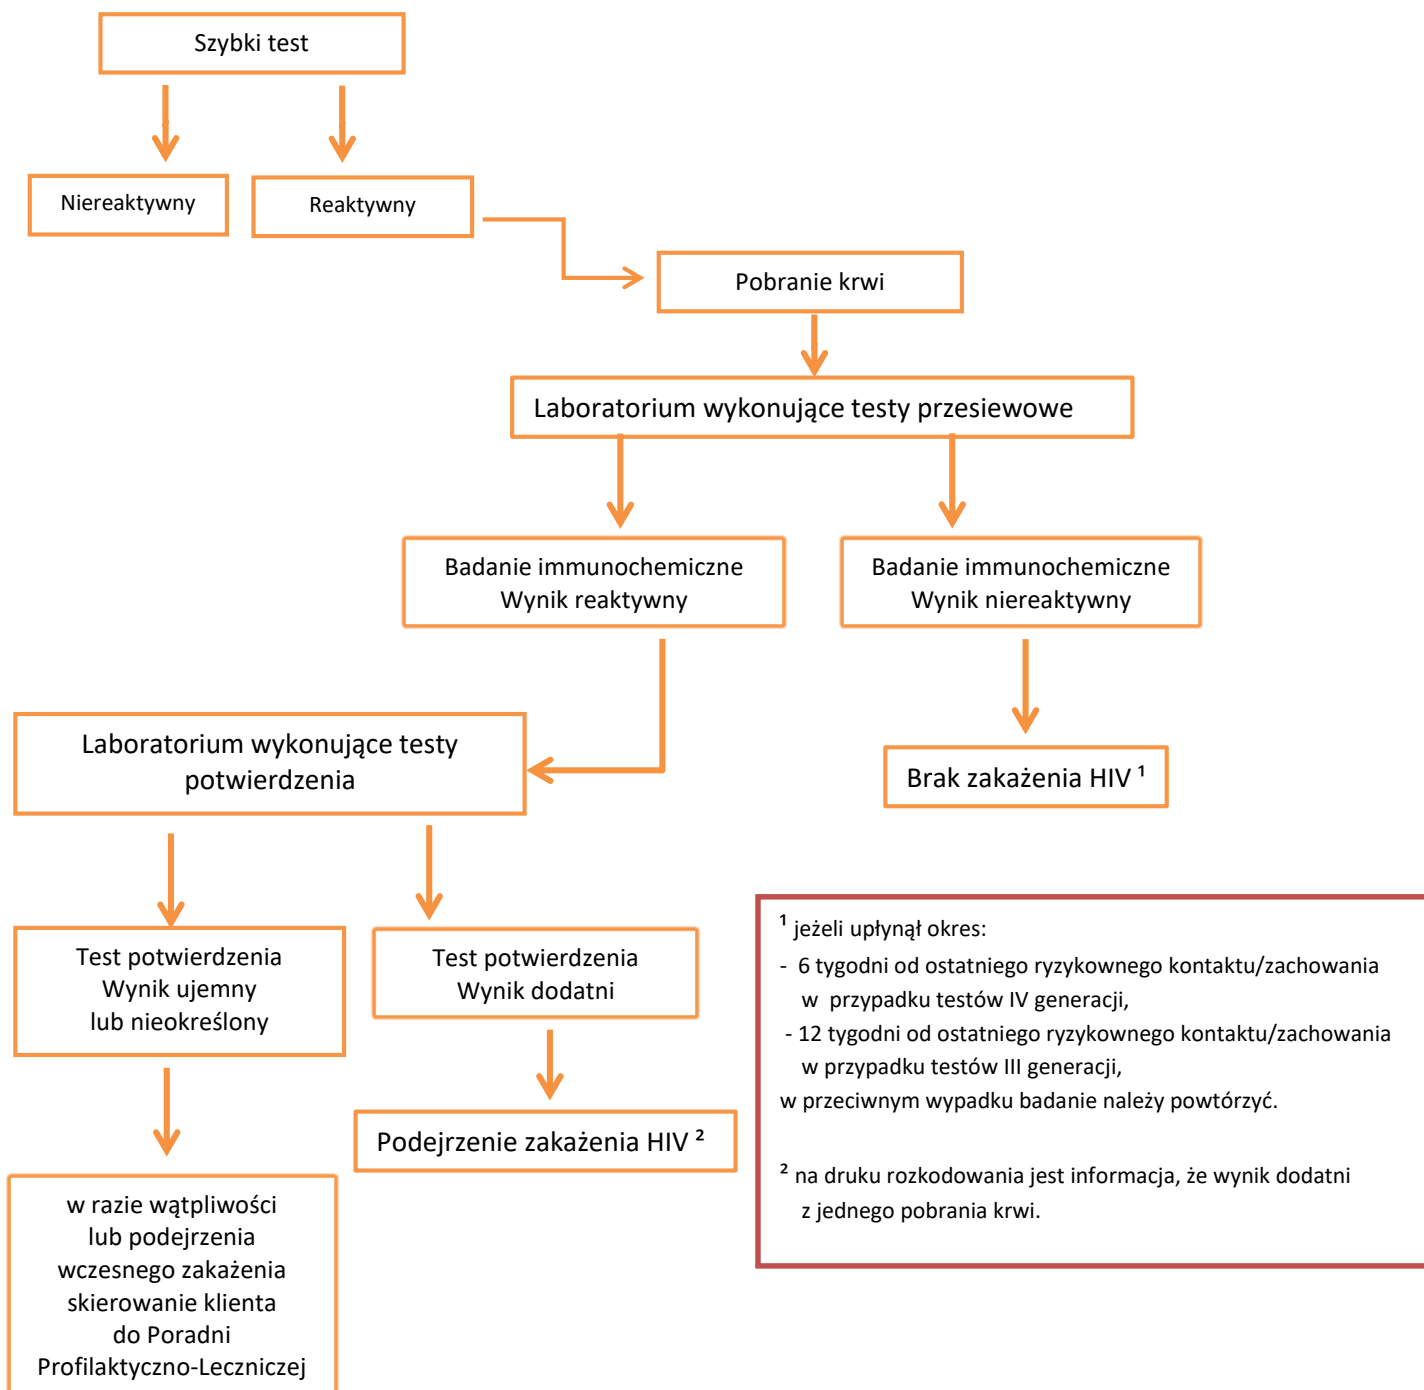 Szybki test
Niereaktywny
Reaktywny
Pobranie krwi
Laboratorium wykonujące testy przesiewowe
Badanie immunochemiczne
Wynik reaktywny
Badanie immunochemiczne
Wynik niereaktywny
Laboratorium wykonujące testy
potwierdzenia
Brak zakażenia HIV ¹
Test potwierdzenia
Wynik ujemny
lub nieokreślony
Test potwierdzenia
Wynik dodatni
Podejrzenie zakażenia HIV ²
w razie wątpliwości
lub podejrzenia
wczesnego zakażenia
skierowanie klienta
do Poradni
Profilaktyczno-Leczniczej
¹ jeżeli upłynął okres:
- 6 tygodni od ostatniego ryzykownego kontaktu/zachowania
w przypadku testów IV generacji,
- 12 tygodni od ostatniego ryzykownego kontaktu/zachowania
w przypadku testów III generacji,
w przeciwnym wypadku badanie należy powtórzyć.
² na druku rozkodowania jest informacja, że wynik dodatni
z jednego pobrania krwi.